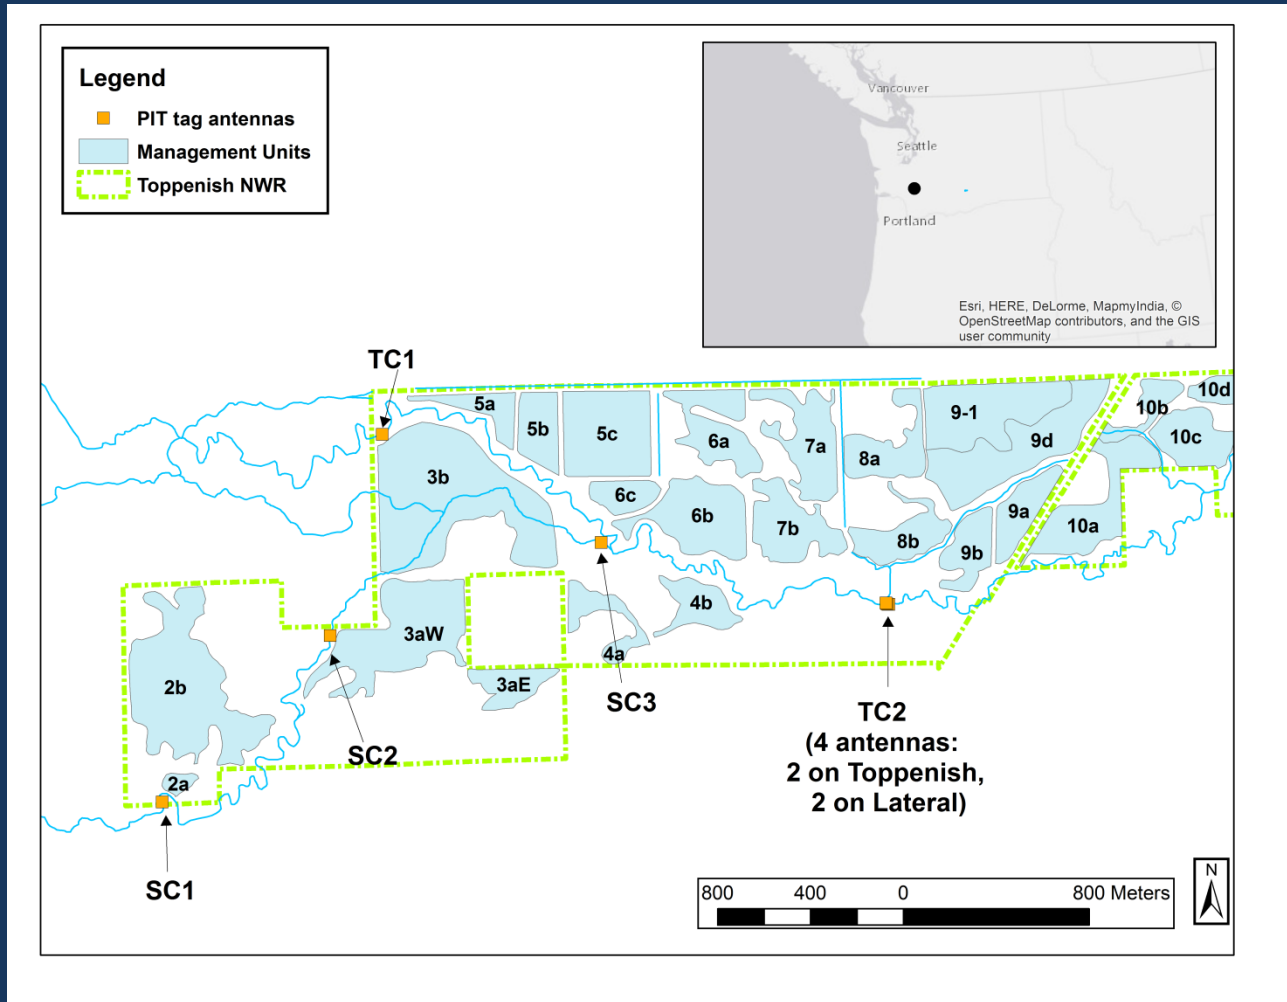 Legend
PIT tag antennas
Management Units
Toppenish NWR
Vancouver
Seattle
Portland
Esri, HERE, DeLorme, MapmyIndia, ©
OpenStreetMap contributors, and the GIS
user community
TC1
5a
5b
5c
6a
7a
8a
9-1
9d
10b
10d
10c
3b
6c
6b
7b
8b
9a
9b
10a
2b
3aW
4b
4a
3aE
SC3
SC2
2a
SC1
TC2
(4 antennas:
2 on Toppenish,
2 on Lateral)
800 400 0 800 Meters
N